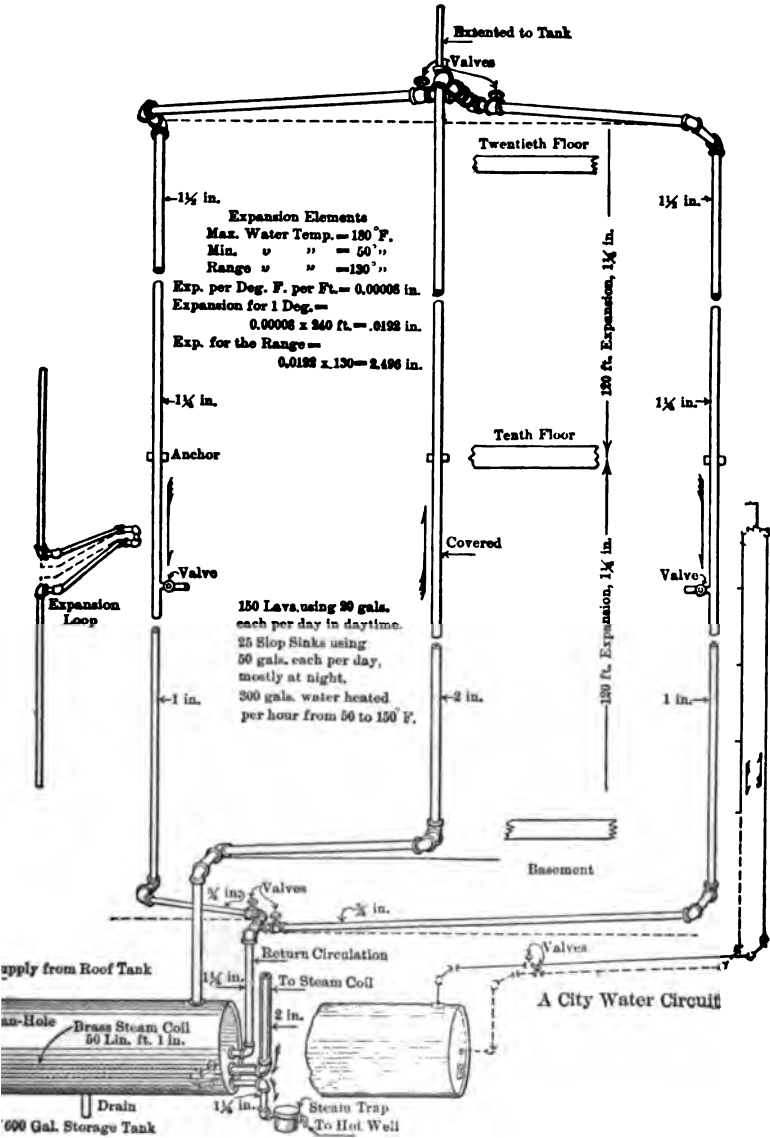 Extented to Tank
Valves
Twentieth Floor
1½ in.
1½ in.
Expansion Elements
Max. Water Temp.= 180°F.
Min. " " = 50°"
Range " " =130°"
Exp. per Deg. F. per Ft.= 0.00008 in.
Expansion for 1 Deg.=
0.00008 x 240 ft.=.0192 in.
Exp. for the Range=
0.0192 x 130= 2.496 in.
120 ft. Expansion, 1¼ in.
1¼ in.
1¼ in.
Tenth Floor
Anchor
Covered
Valve
Valve
Expansion
Loop
120 ft. Expansion, 1¼ in.
150 Lavs. using 20 gals.
each per day in daytime.
25 Slop Sinks using
50 gals. each per day,
mostly at night.
300 gals. water heated
per hour from 50 to 150° F.
1 in.
2 in.
1 in.
Basement
¾ in.
Valves
¾ in.
Return Circulation
Valves
upply from Roof Tank
1¼ in.
To Steam Coil
A City Water Circuit
an-Hole
Brass Steam Coil
50 Lin. ft. 1 in.
2 in.
Drain
1¼ in.
Steam Trap
To Hot Well
600 Gal. Storage Tank